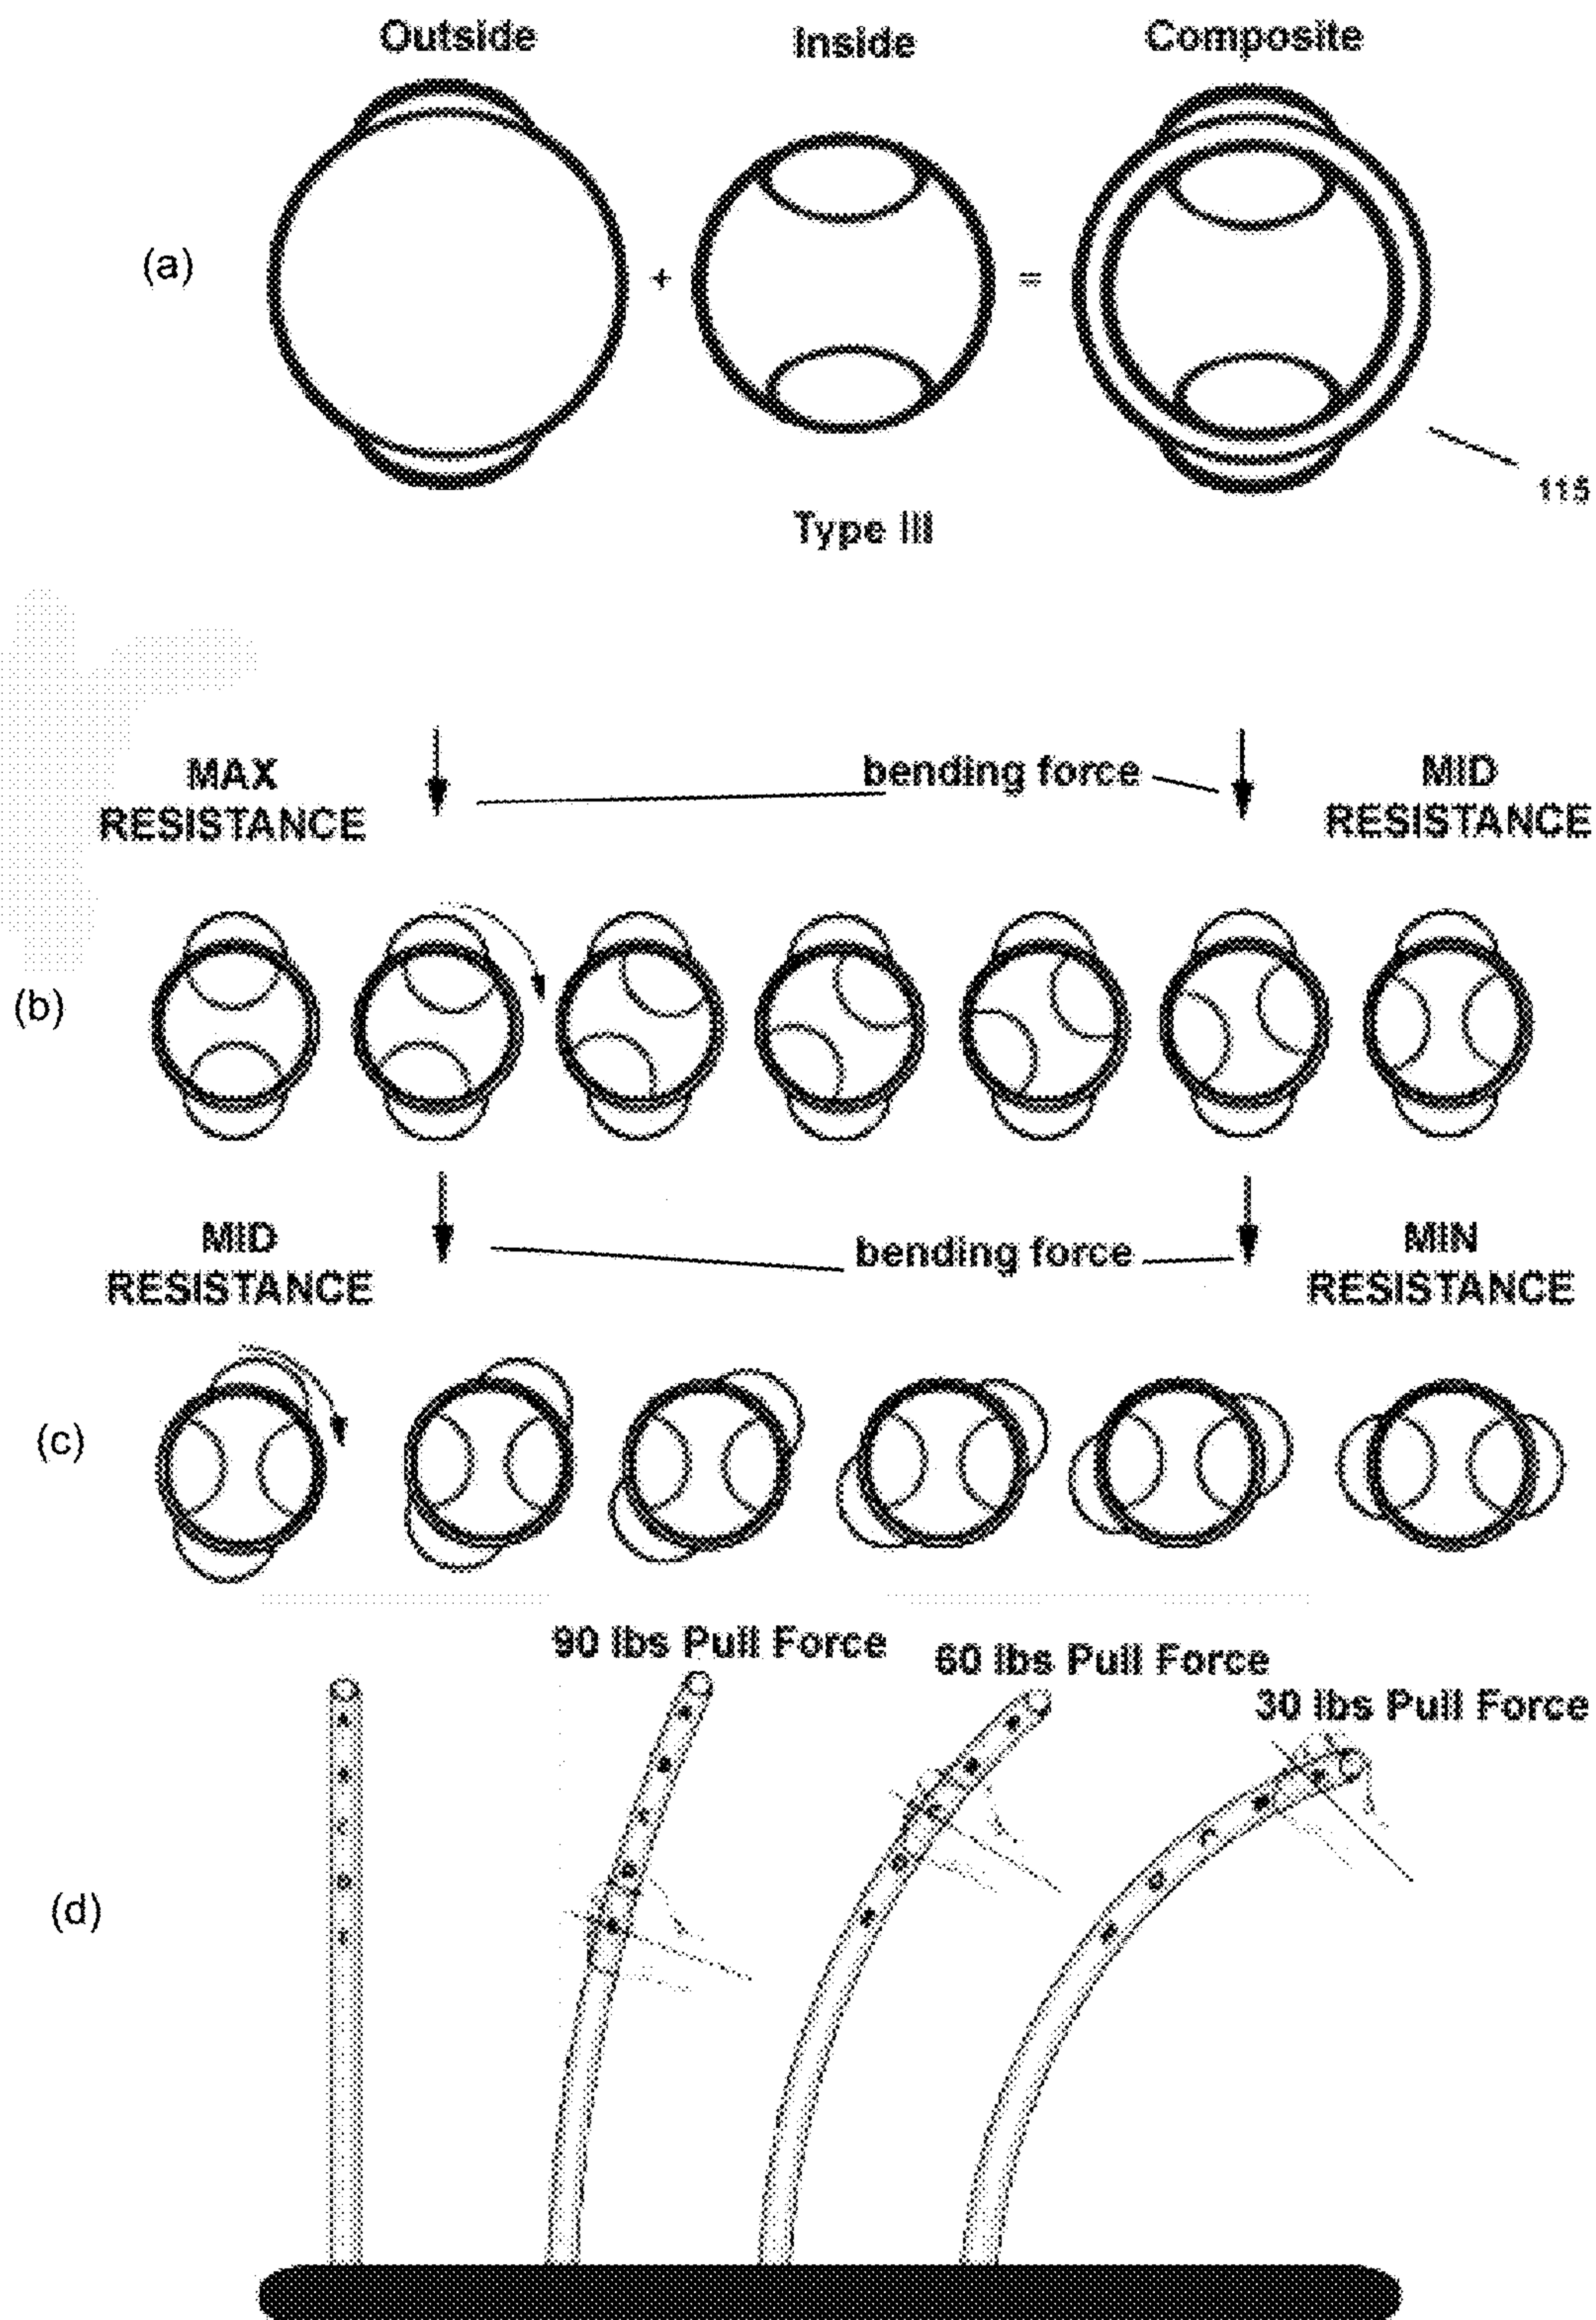 Outside
Inside
Composite
(a)
+
=
115
Type III
MAX
RESISTANCE
bending force
MID
RESISTANCE
(b)
MID
RESISTANCE
bending force
MIN
RESISTANCE
(c)
90 lbs Pull Force
60 lbs Pull Force
30 lbs Pull Force
(d)